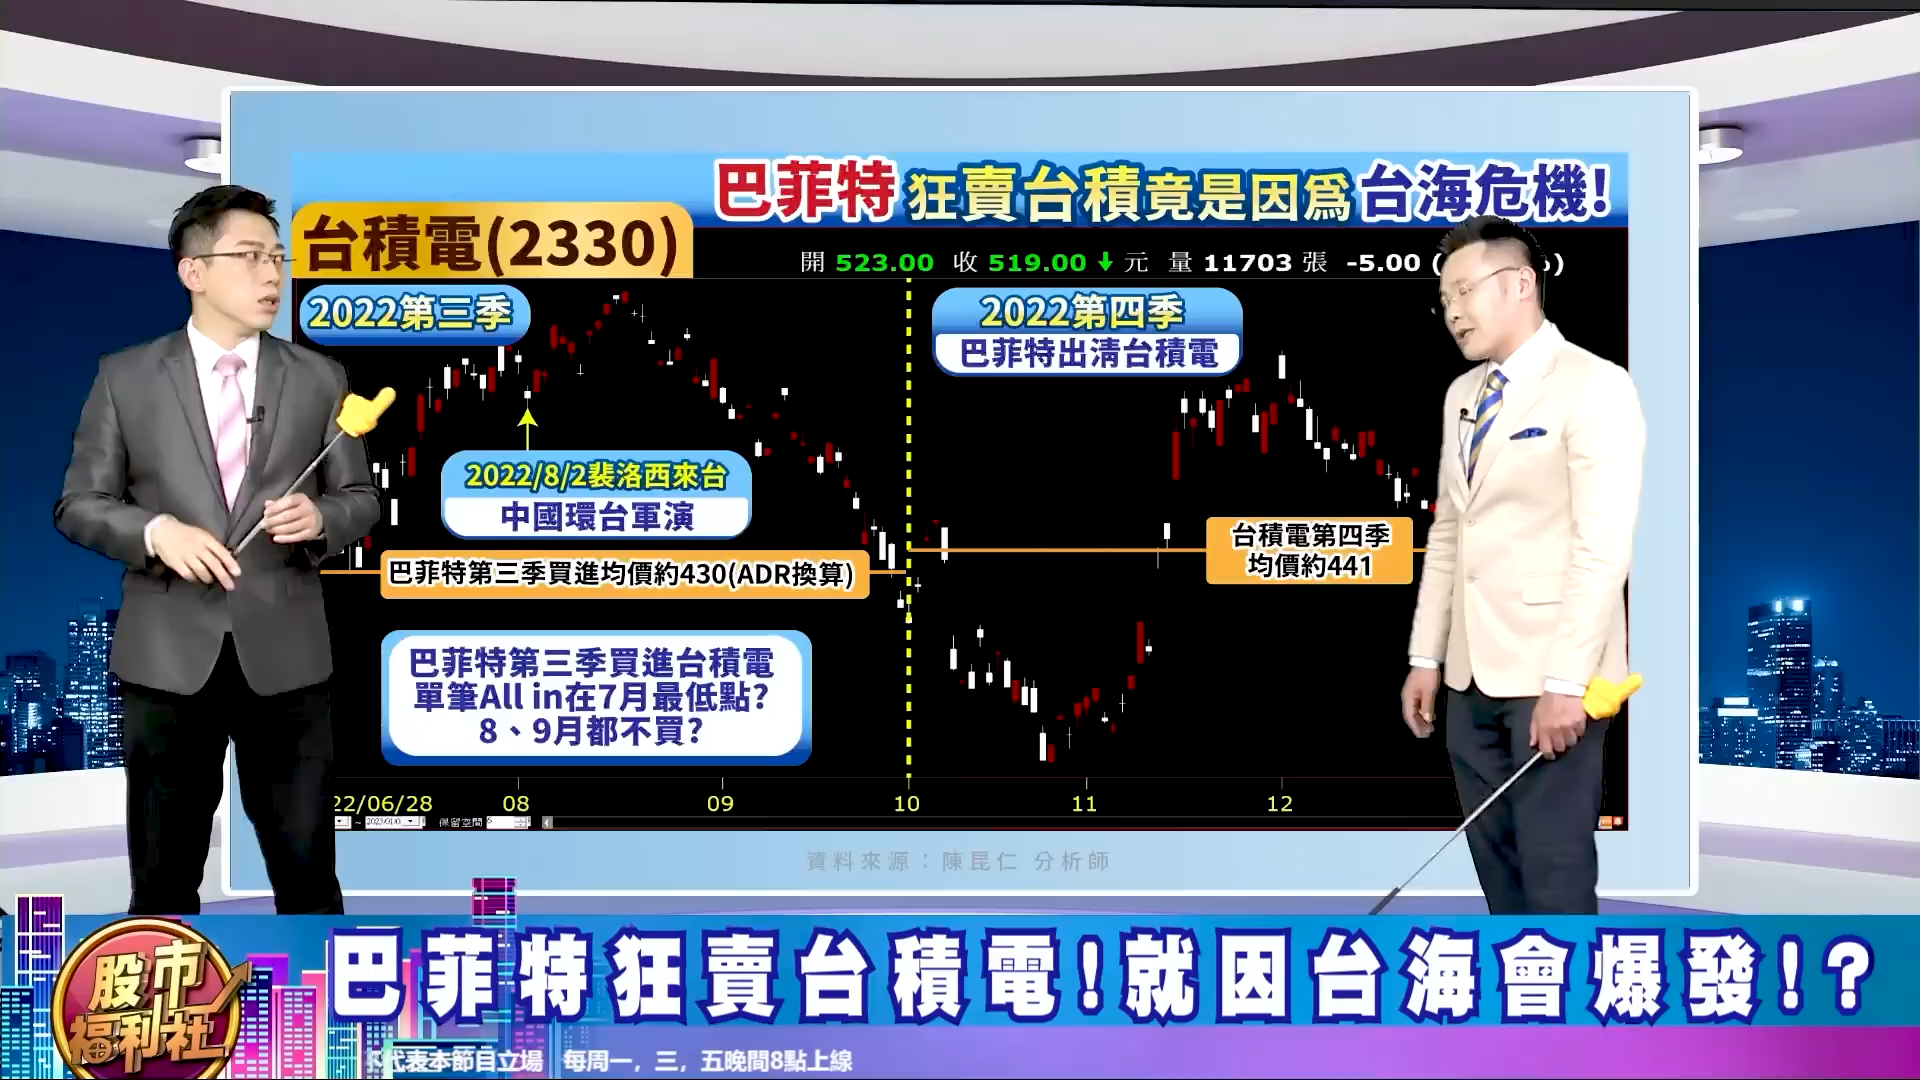 巴菲特狂賣台積竟是因為台海危機!
台積電(2330)
開 523.00 收 519.00 元 量 11703 張 -5.00 (
2022第三季
2022第四季
巴菲特出清台積電
2022/8/2裴洛西來台
中國環台軍演
台積電第四季
均價約441
巴菲特第三季買進均價約430(ADR換算)
巴菲特第三季買進台積電
單筆All in在7月最低點?
8、9月都不買?
22/06/28 08 09 10 11 12
保留空間
資料來源：陳昆仁 分析師
巴菲特狂賣台積電!就因台海會爆發!?
股市
福利社
代表本節目立場 每周一，三，五晚間8點上線